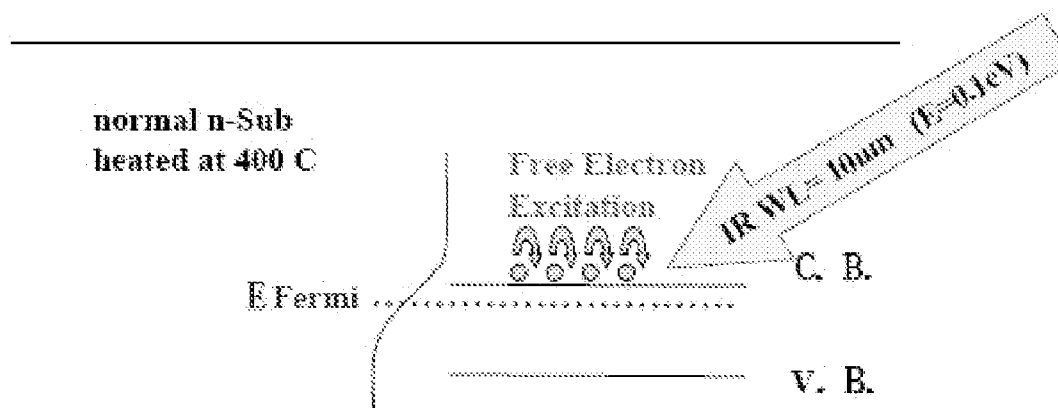 normal n-Sub
heated at 400 C
Free Electron
Excitation
IR WL= 10um (E=0.1eV)
C. B.
E Fermi
V. B.